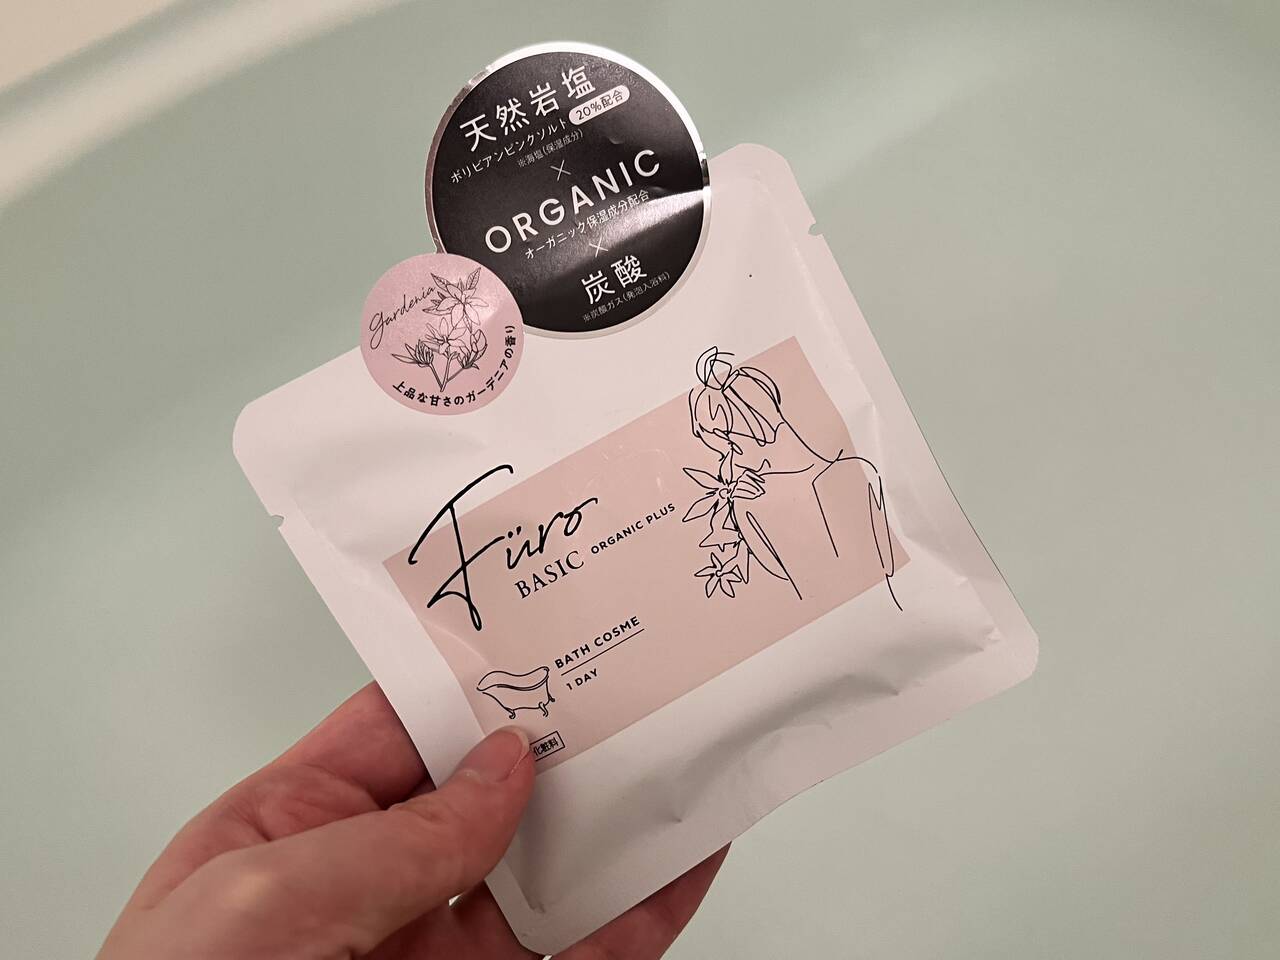 天然岩塩
ボリビアンピンクソルト 20%配合
※海塩(保湿成分)
×
ORGANIC
オーガニック保湿成分配合
×
炭酸
※炭酸ガス(発泡入浴料)
gardenia
上品な甘さのガーデニアの香り
Füro
BASIC ORGANIC PLUS
BATH COSME
1 DAY
化粧料